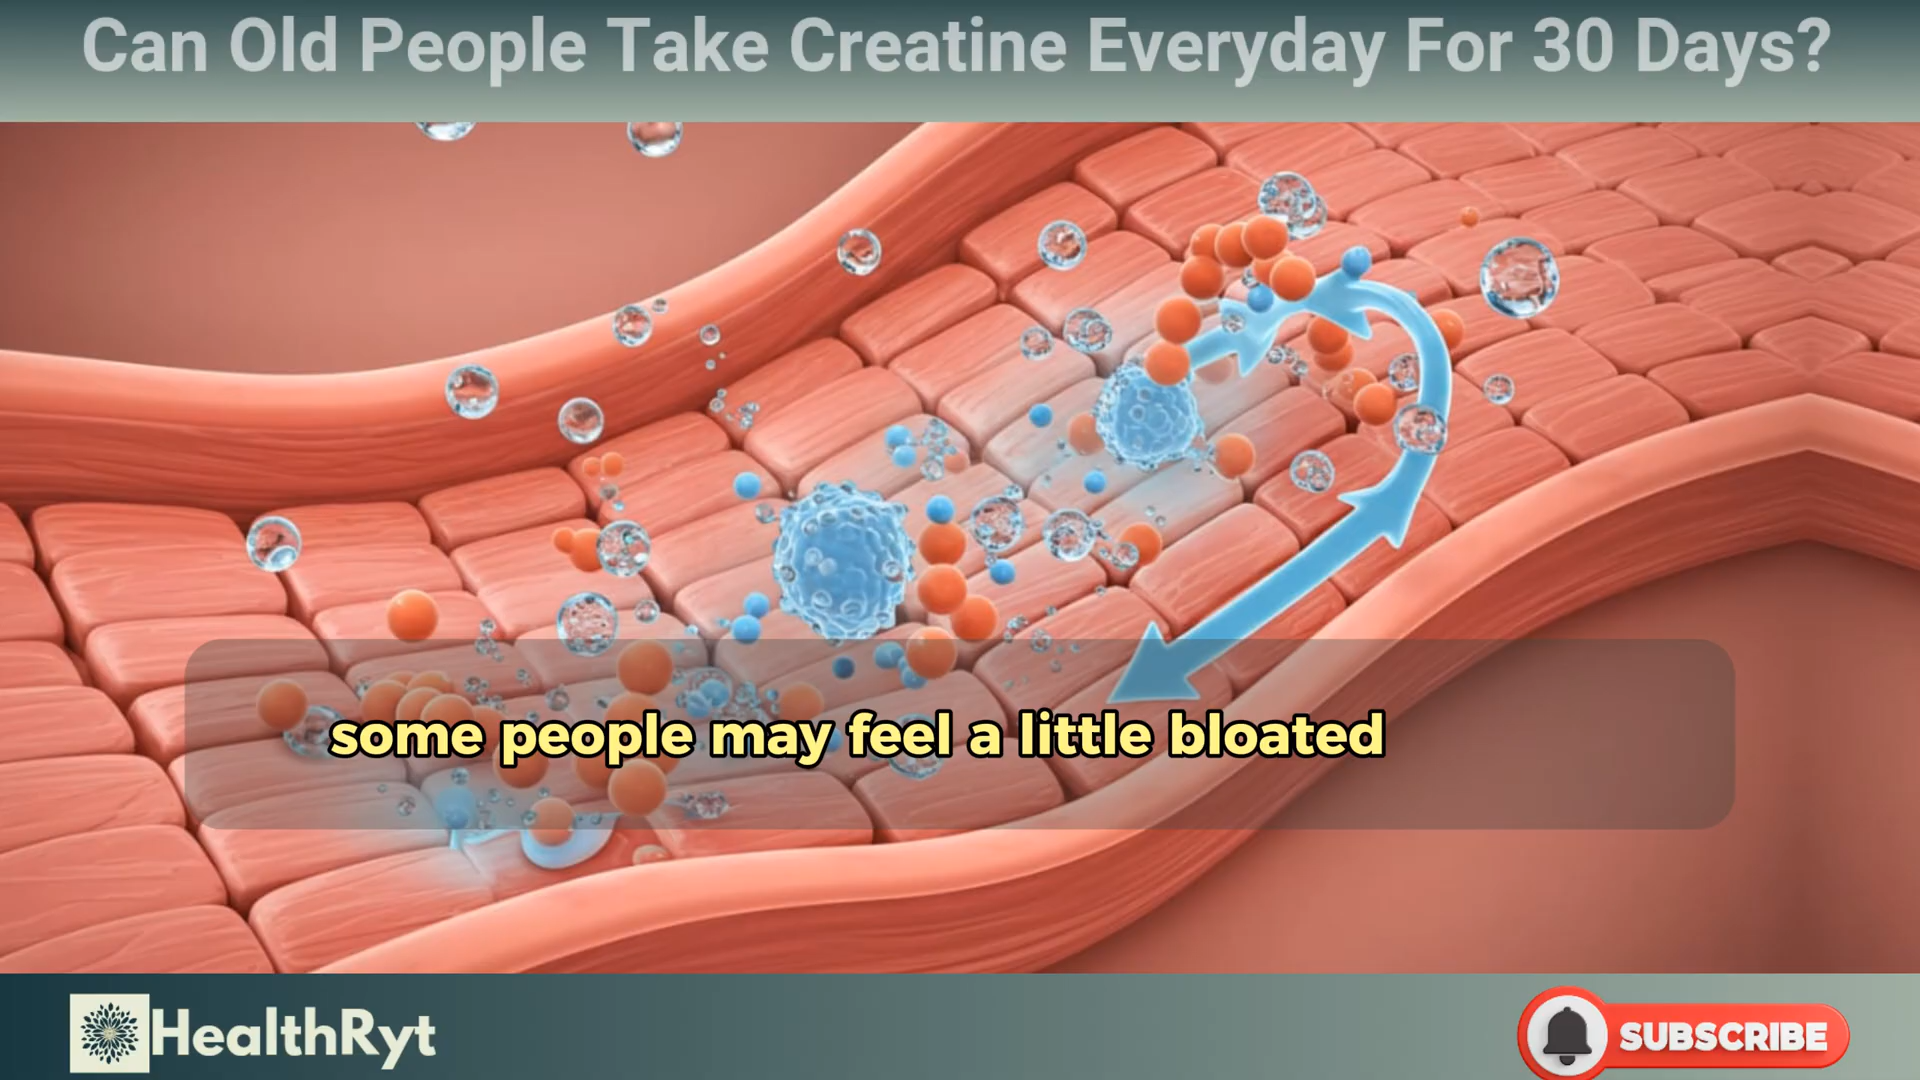 Can Old People Take Creatine Everyday For 30 Days?
some people may feel a little bloated
HealthRyt
SUBSCRIBE